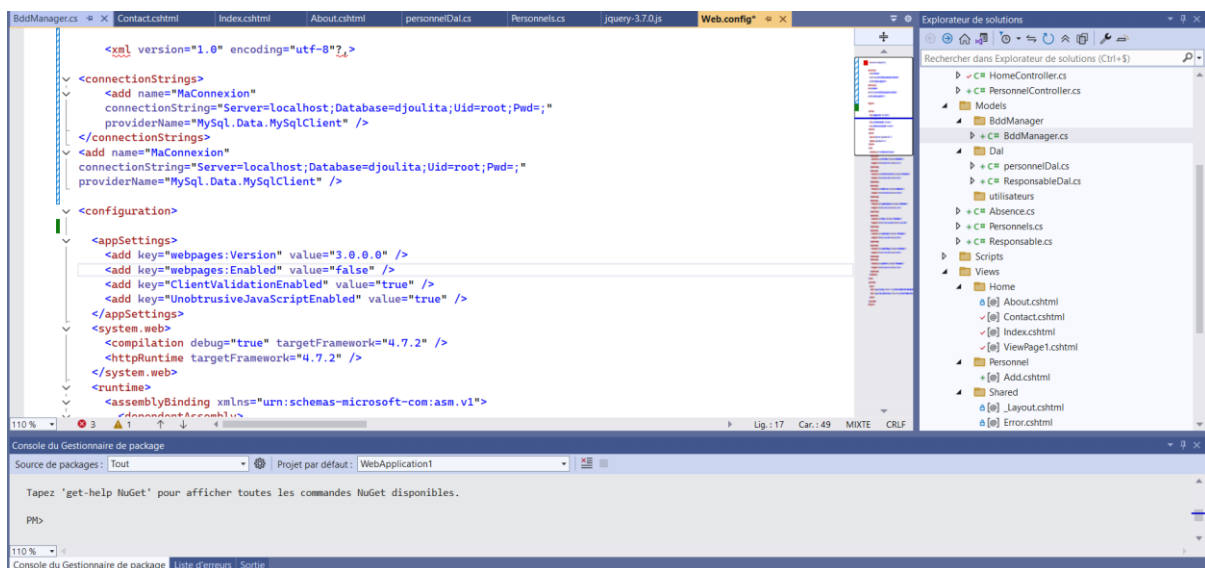 BddManager.cs
Contact.cshtml
Index.cshtml
About.cshtml
personnelDal.cs
Personnels.cs
jquery-3.7.0.js
Web.config*
<xml version="1.0" encoding="utf-8"?,>
<connectionStrings>
<add name="MaConnexion"
connectionString="Server=localhost;Database=djoulita;Uid=root;Pwd=;"
providerName="MySql.Data.MySqlClient" />
</connectionStrings>
<add name="MaConnexion"
connectionString="Server=localhost;Database=djoulita;Uid=root;Pwd=;"
providerName="MySql.Data.MySqlClient" />
<configuration>
<appSettings>
<add key="webpages:Version" value="3.0.0.0" />
<add key="webpages:Enabled" value="false" />
<add key="ClientValidationEnabled" value="true" />
<add key="UnobtrusiveJavaScriptEnabled" value="true" />
</appSettings>
<system.web>
<compilation debug="true" targetFramework="4.7.2" />
<httpRuntime targetFramework="4.7.2" />
</system.web>
<runtime>
<assemblyBinding xmlns="urn:schemas-microsoft-com:asm.v1">
<dependentAssembly>
110 % 3 1 Lig. : 17 Car. : 49 MIXTE CRLF
Explorateur de solutions
Rechercher dans Explorateur de solutions (Ctrl+$)
C# HomeController.cs
+ C# PersonnelController.cs
Models
BddManager
+ C# BddManager.cs
Dal
+ C# personnelDal.cs
+ C# ResponsableDal.cs
utilisateurs
+ C# Absence.cs
+ C# Personnels.cs
+ C# Responsable.cs
Scripts
Views
Home
[@] About.cshtml
[@] Contact.cshtml
[@] Index.cshtml
[@] ViewPage1.cshtml
Personnel
+ [@] Add.cshtml
Shared
[@] _Layout.cshtml
[@] Error.cshtml
Console du Gestionnaire de package
Source de packages : Tout Projet par défaut : WebApplication1
Tapez 'get-help NuGet' pour afficher toutes les commandes NuGet disponibles.
PM>
110 %
Console du Gestionnaire de package Liste d'erreurs Sortie